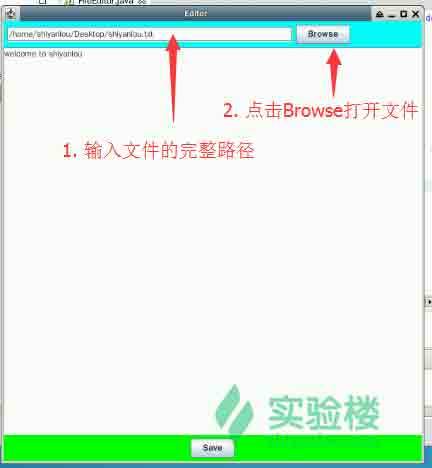 FileEditor.java
Editor
/home/shiyanlou/Desktop/shiyanlou.txt
Browse
welcome to shiyanlou
2. 点击Browse打开文件
1. 输入文件的完整路径
实验楼
Save